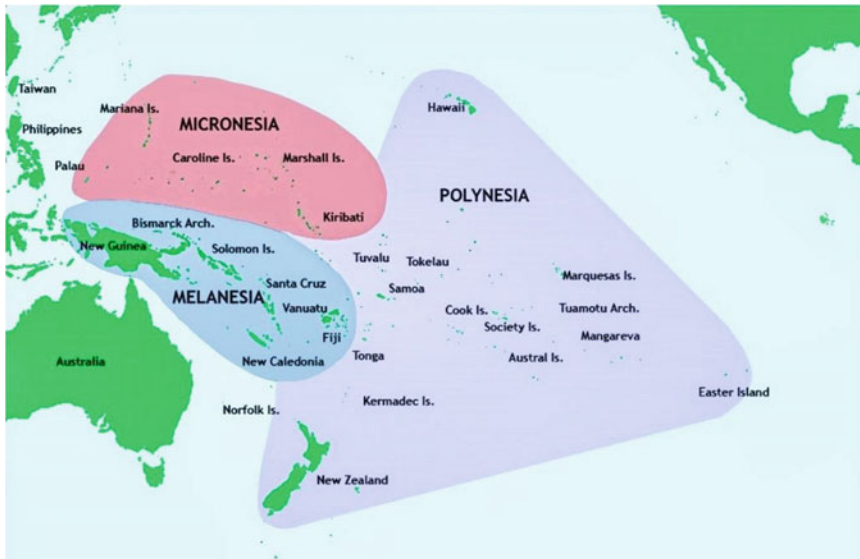 Taiwan
Hawaii
Mariana Is.
MICRONESIA
Philippines
Palau
Caroline Is.
Marshall Is.
POLYNESIA
Kiribati
Bismarck Arch.
New Guinea
Solomon Is.
Tuvalu
Tokelau
Marquesas Is.
Santa Cruz
Samoa
MELANESIA
Vanuatu
Cook Is.
Tuamotu Arch.
Society Is.
Fiji
Mangareva
Australia
New Caledonia
Tonga
Austral Is.
Easter Island
Norfolk Is.
Kermadec Is.
New Zealand